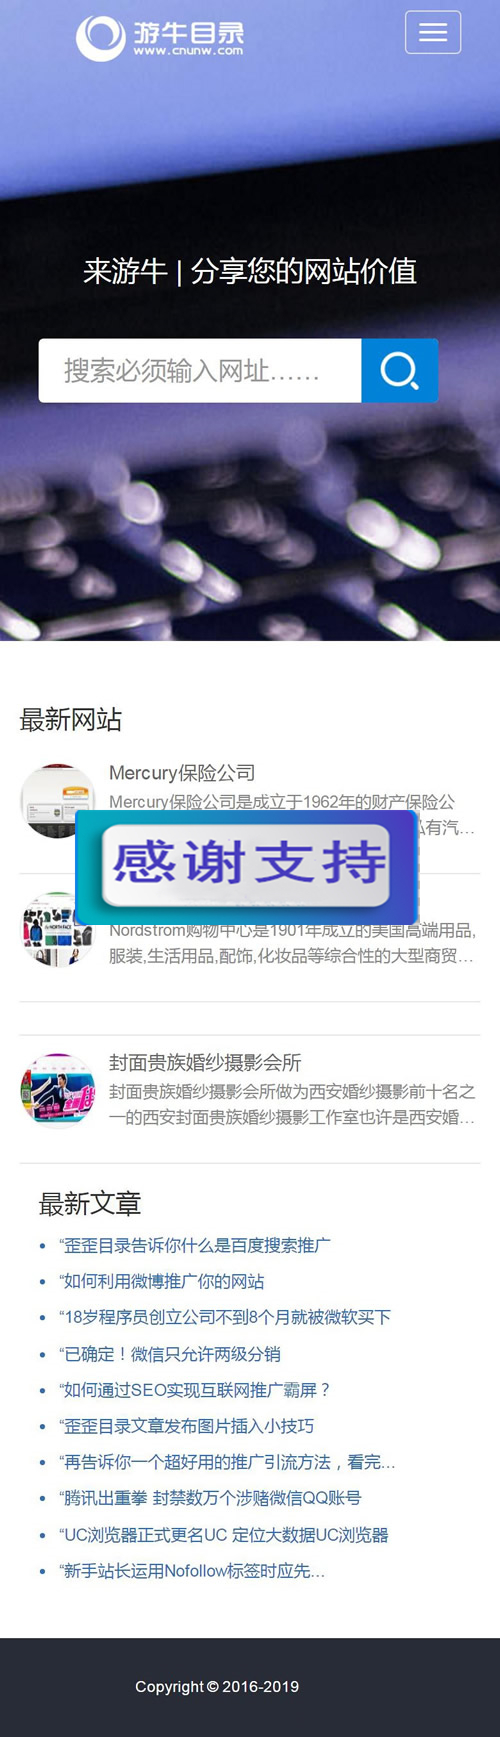 游牛目录
www.cnunw.com
来游牛 | 分享您的网站价值
搜索必须输入网址……
最新网站
Mercury保险公司
Mercury保险公司是成立于1962年的财产保险公
私有汽…
感谢支持
Nordstrom购物中心是1901年成立的美国高端用品,
服装,生活用品,配饰,化妆品等综合性的大型商贸…
封面贵族婚纱摄影会所
封面贵族婚纱摄影会所做为西安婚纱摄影前十名之
一的西安封面贵族婚纱摄影工作室也许是西安婚…
最新文章
• “歪歪目录告诉你什么是百度搜索推广
• “如何利用微博推广你的网站
• “18岁程序员创立公司不到8个月就被微软买下
• “已确定！微信只允许两级分销
• “如何通过SEO实现互联网推广霸屏？
• “歪歪目录文章发布图片插入小技巧
• “再告诉你一个超好用的推广引流方法，看完…
• “腾讯出重拳 封禁数万个涉赌微信QQ账号
• “UC浏览器正式更名UC 定位大数据UC浏览器
• “新手站长运用Nofollow标签时应先…
Copyright © 2016-2019